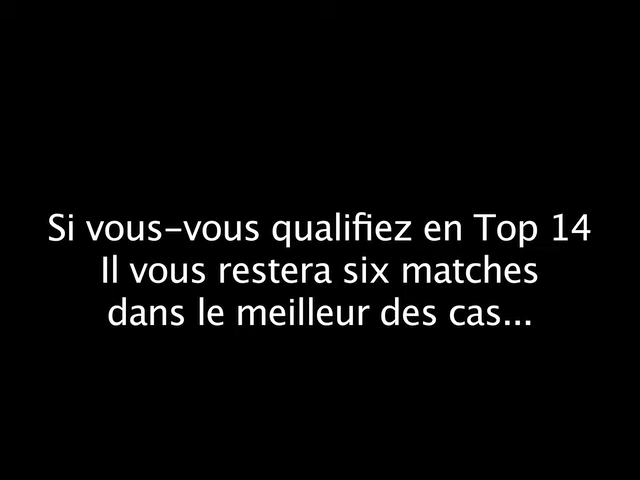 Si vous-vous qualifiez en Top 14
Il vous restera six matches
dans le meilleur des cas...